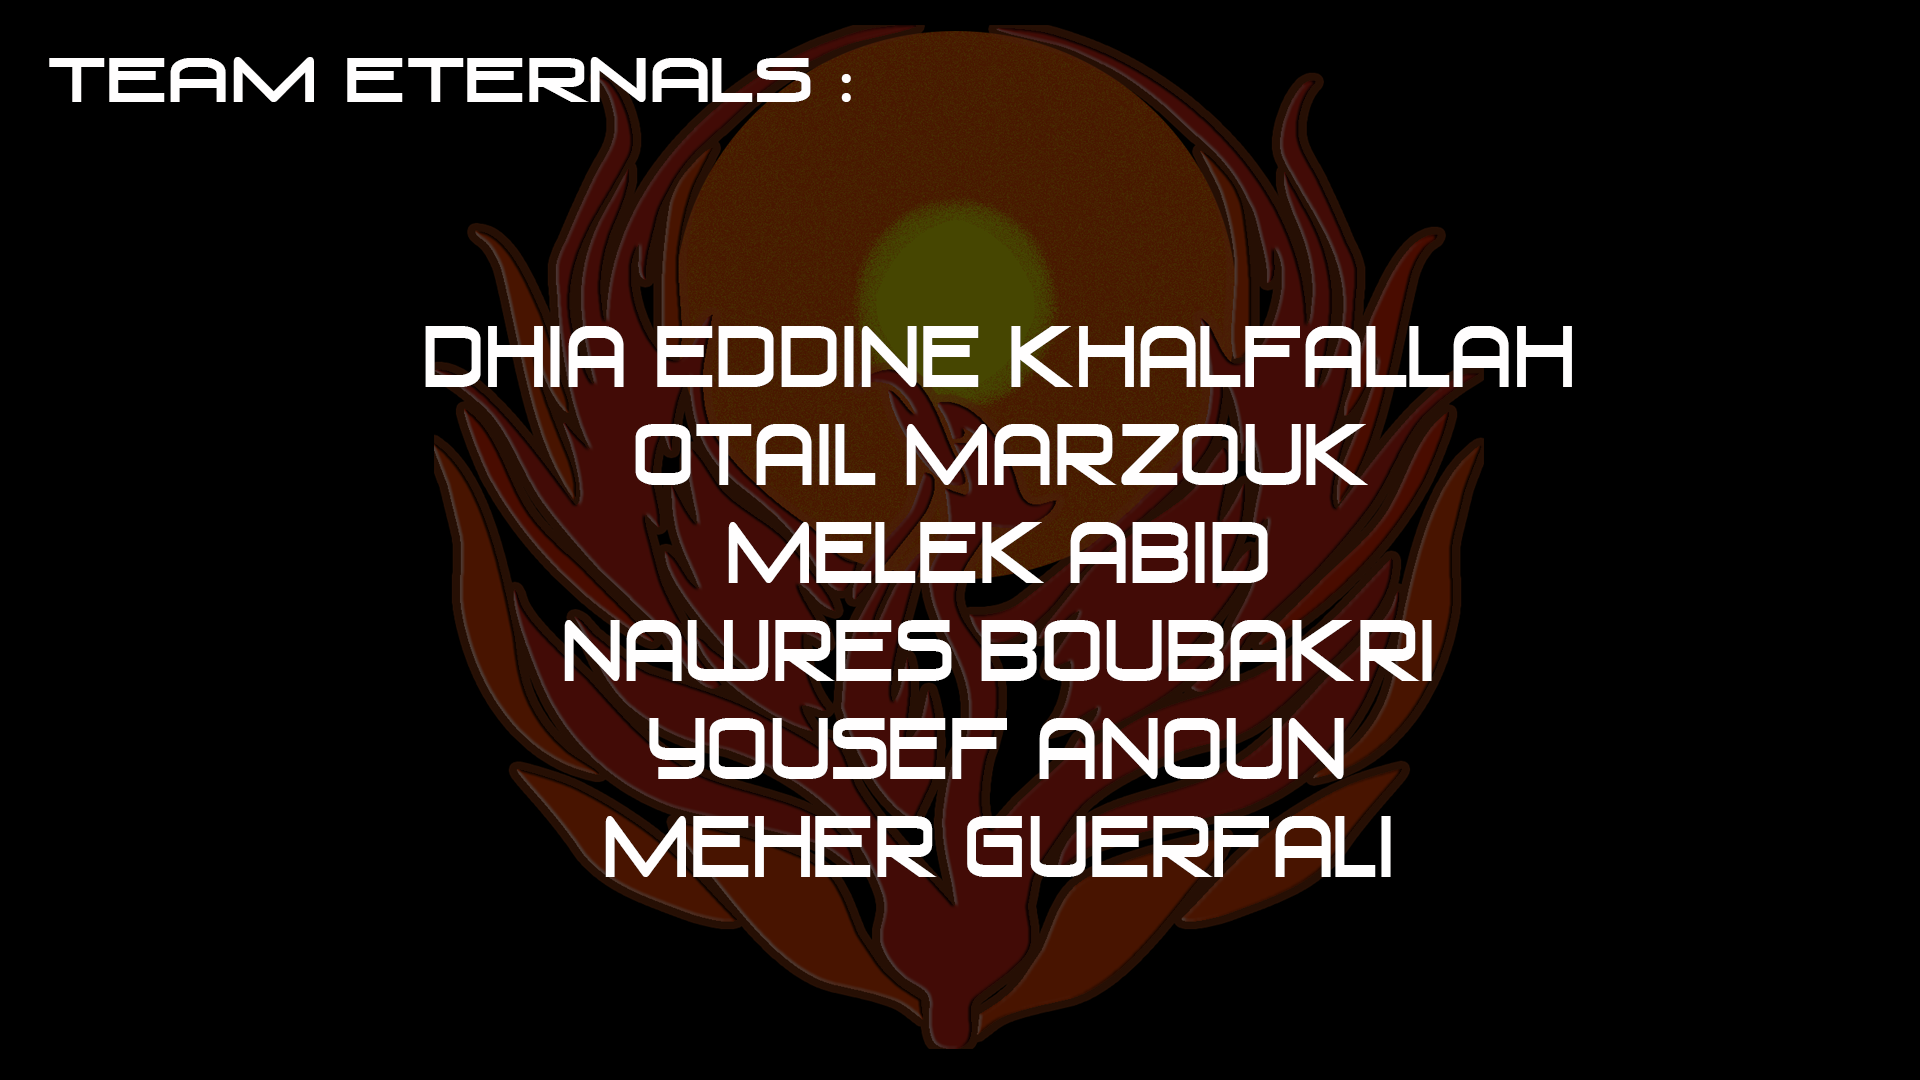 TEAM ETERNALS :
DHIA EDDINE KHALFALLAH
OTAIL MARZOUK
MELEK ABID
NAWRES BOUBAKRI
YOUSEF ANOUN
MEHER GUERFALI